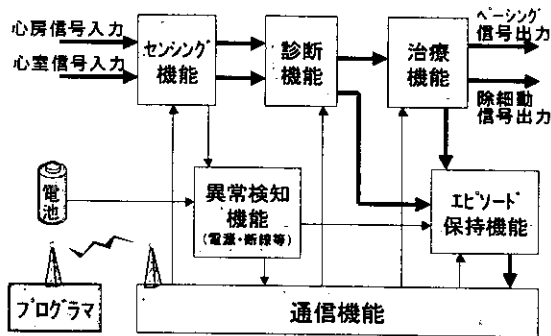 心房信号入力
心室信号入力
センシング
機能
診断
機能
治療
機能
ペーシング
信号出力
除細動
信号出力
電池
異常検知
機能
(電源・断線等)
エピソード
保持機能
プログラマ
通信機能